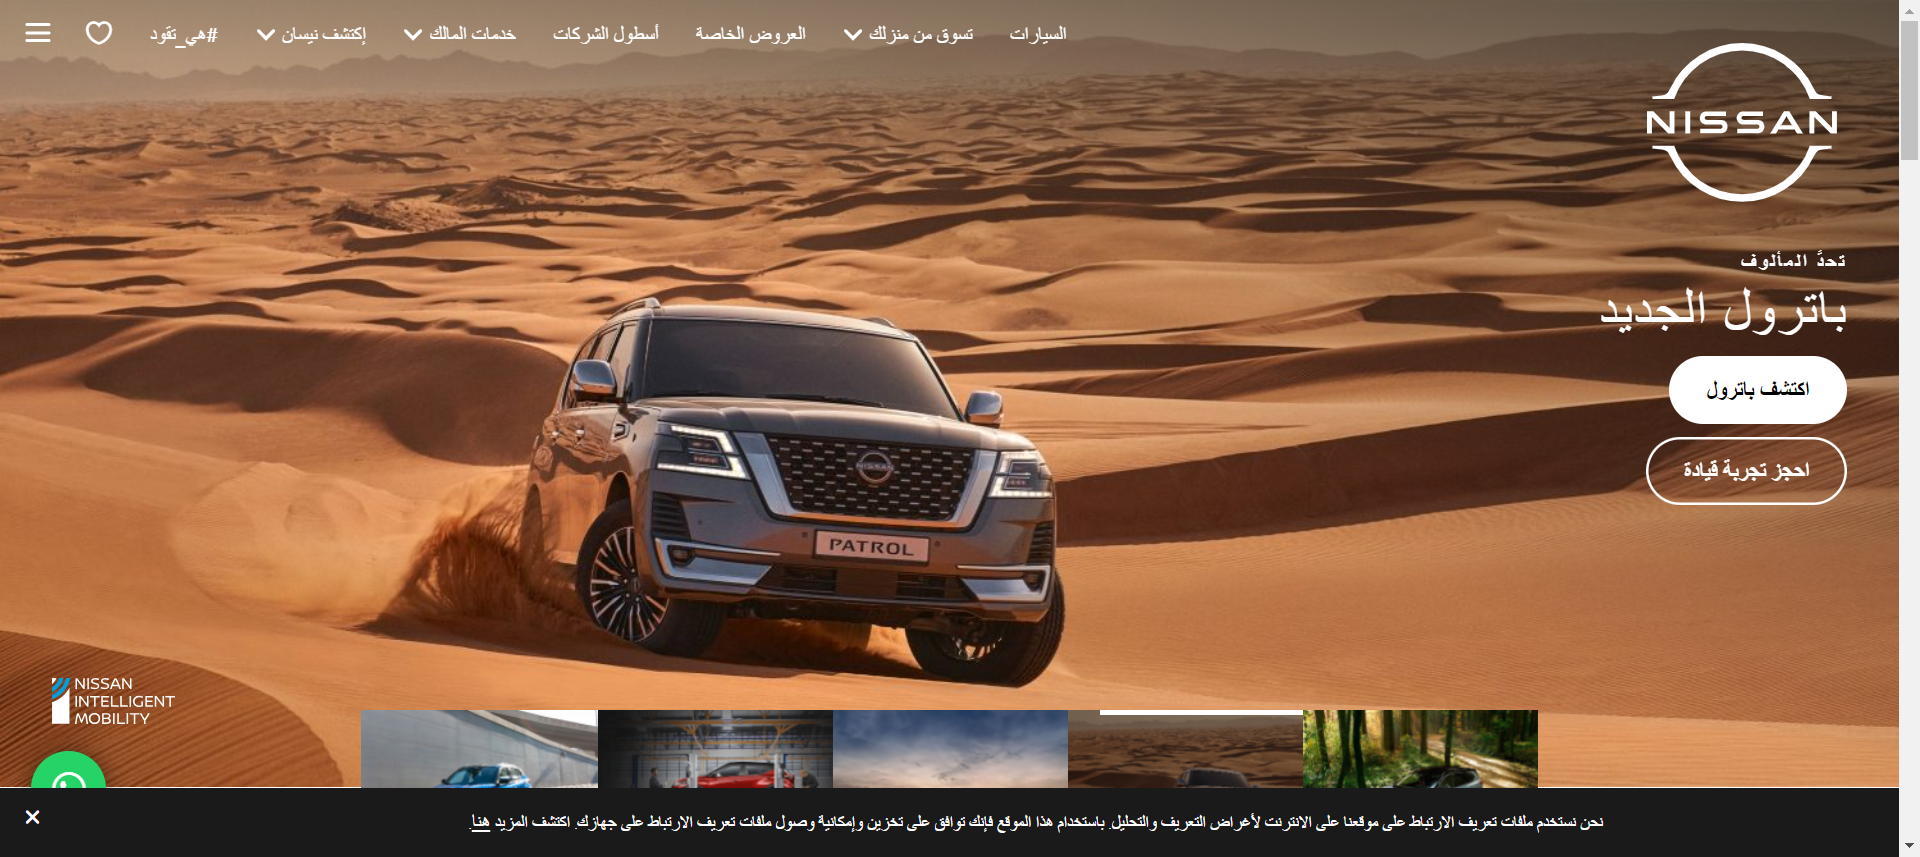 السيارات
تسوق من منزلك
العروض الخاصة
أسطول الشركات
خدمات المالك
إكتشف نيسان
#هي_تقود
NISSAN
تحدَّ المألوف
باترول الجديد
اكتشف باترول
احجز تجربة قيادة
NISSAN
PATROL
NISSAN
INTELLIGENT
MOBILITY
نحن نستخدم ملفات تعريف الارتباط على موقعنا على الانترنت لأغراض التعريف والتحليل. باستخدام هذا الموقع فإنك توافق على تخزين وإمكانية وصول ملفات تعريف الارتباط على جهازك. اكتشف المزيد هنا.